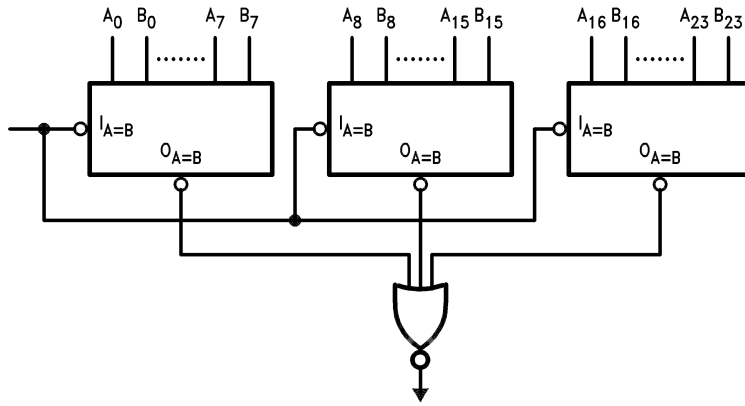 A0 B0 ........ A7 B7 A8 B8 ........ A15 B15 A16 B16 ........ A23 B23
IA=B IA=B IA=B
OA=B OA=B OA=B